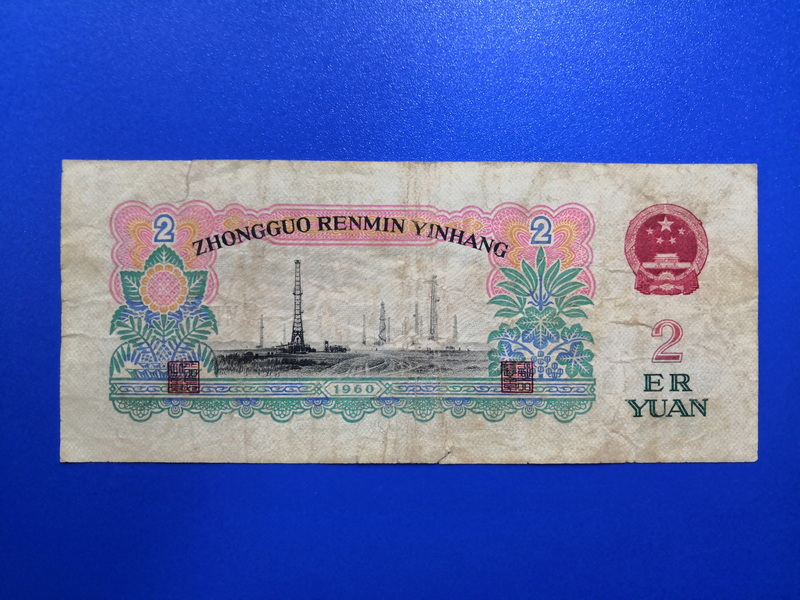 2
ZHONGGUO RENMIN YINHANG
2
1960
2
ER
YUAN